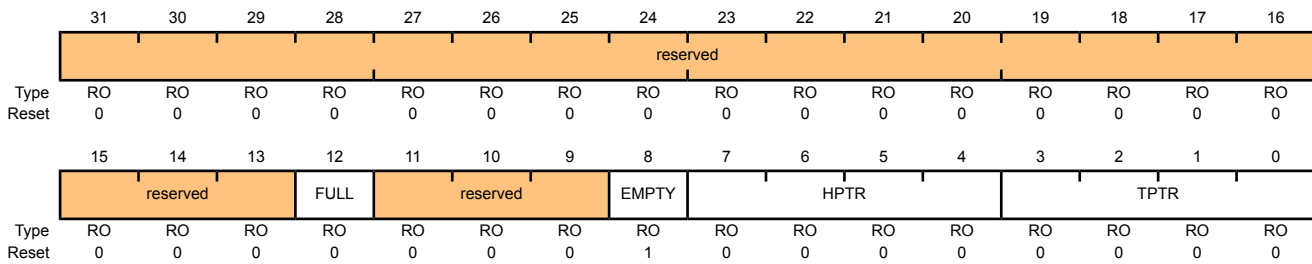 31 30 29 28 27 26 25 24 23 22 21 20 19 18 17 16
reserved
Type RO RO RO RO RO RO RO RO RO RO RO RO RO RO RO RO
Reset 0 0 0 0 0 0 0 0 0 0 0 0 0 0 0 0
15 14 13 12 11 10 9 8 7 6 5 4 3 2 1 0
reserved FULL reserved EMPTY HPTR TPTR
Type RO RO RO RO RO RO RO RO RO RO RO RO RO RO RO RO
Reset 0 0 0 0 0 0 0 1 0 0 0 0 0 0 0 0